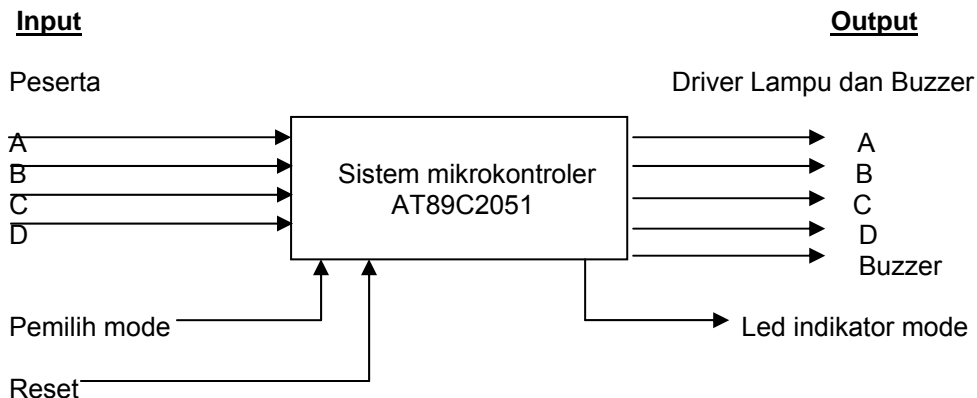 Input
Output
Peserta
Driver Lampu dan Buzzer
A
B
C
D
Sistem mikrokontroler
AT89C2051
A
B
C
D
Buzzer
Pemilih mode
Led indikator mode
Reset